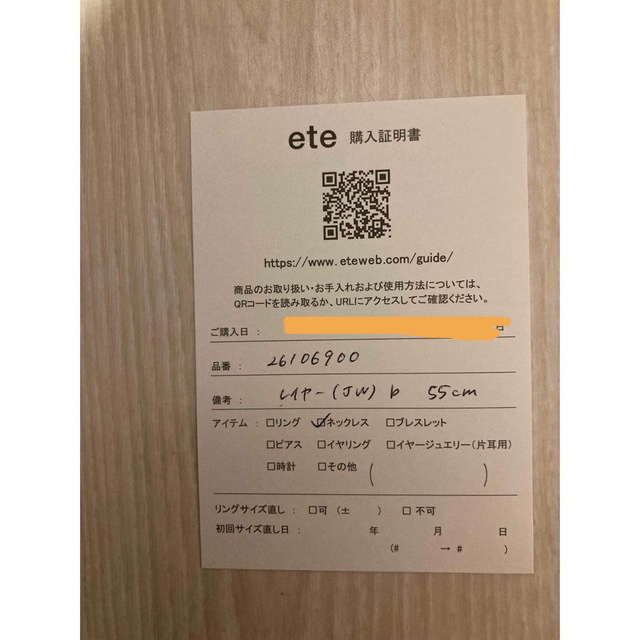 ete 購入証明書
https://www.eteweb.com/guide/
商品のお取り扱い・お手入れおよび使用方法については、
QRコードを読み取るか、URLにアクセスしてご確認ください。
ご購入日 : 日
品番 : 26106900
備考 : レイヤー(JW) b 55cm
アイテム : □リング □ネックレス □ブレスレット
□ピアス □イヤリング □イヤージュエリー(片耳用)
□時計 □その他 ( )
リングサイズ直し : □可 (± ) □不可
初回サイズ直し日 : 年 月 日
(# → # )